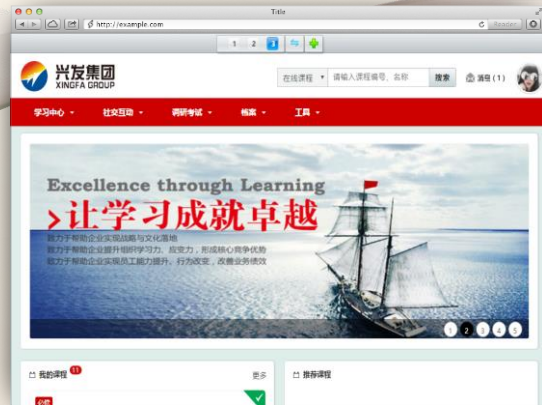 Title
http://example.com
Reader
1 2 3
兴发集团
XINGFA GROUP
在线课程 请输入课程编号、名称 搜索 消息(1)
学习中心 社交互动 调研考试 档案 工具
Excellence through Learning
>让学习成就卓越
致力于帮助企业实现战略与文化落地
致力于帮助企业提升组织学习力、应变力，形成核心竞争优势
致力于帮助企业实现员工能力提升、行为改变，改善业务绩效
1 2 3 4 5
我的课程 11 更多 推荐课程
必修